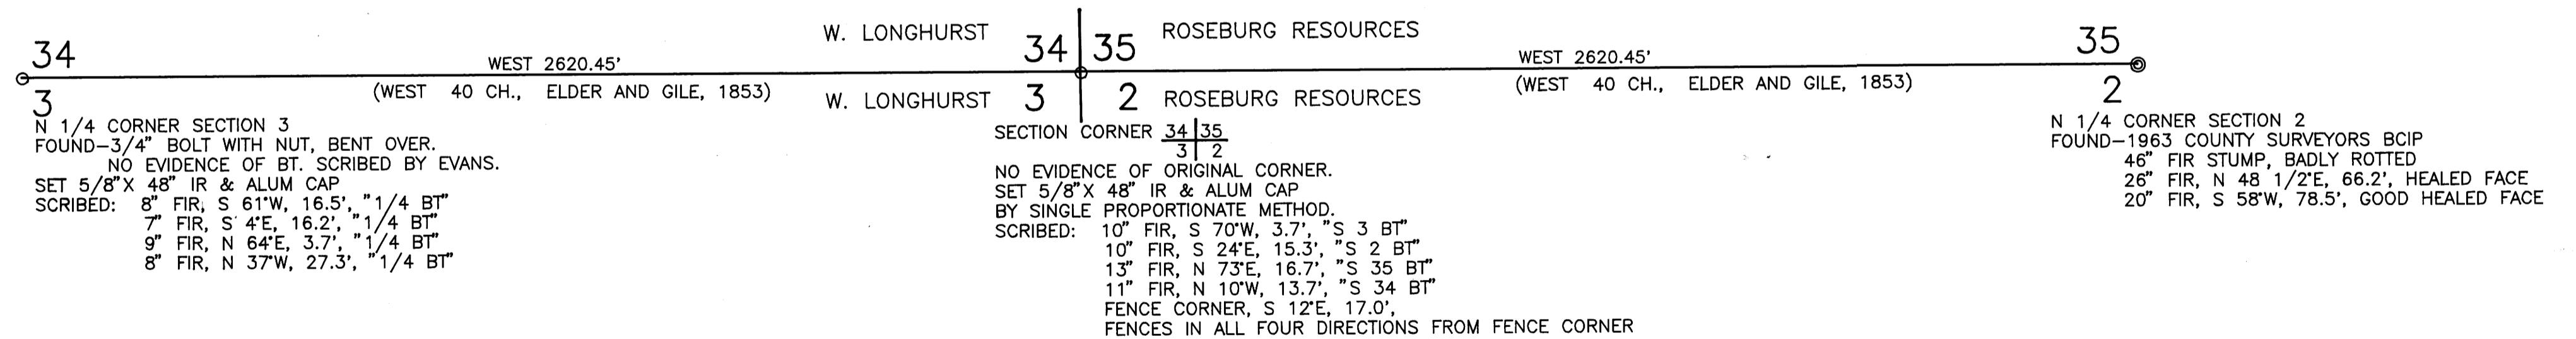 34
3
WEST 2620.45'
(WEST 40 CH., ELDER AND GILE, 1853)
W. LONGHURST
W. LONGHURST
34 35
3 2
ROSEBURG RESOURCES
ROSEBURG RESOURCES
WEST 2620.45'
(WEST 40 CH., ELDER AND GILE, 1853)
35
2
N 1/4 CORNER SECTION 3
FOUND-3/4" BOLT WITH NUT, BENT OVER.
NO EVIDENCE OF BT. SCRIBED BY EVANS.
SET 5/8"X 48" IR & ALUM CAP
SCRIBED: 8" FIR, S 61°W, 16.5', "1/4 BT"
7" FIR, S 4°E, 16.2', "1/4 BT"
9" FIR, N 64°E, 3.7', "1/4 BT"
8" FIR, N 37°W, 27.3', "1/4 BT"
SECTION CORNER 34 35
3 2
NO EVIDENCE OF ORIGINAL CORNER.
SET 5/8"X 48" IR & ALUM CAP
BY SINGLE PROPORTIONATE METHOD.
SCRIBED: 10" FIR, S 70°W, 3.7', "S 3 BT"
10" FIR, S 24°E, 15.3', "S 2 BT"
13" FIR, N 73°E, 16.7', "S 35 BT"
11" FIR, N 10°W, 13.7', "S 34 BT"
FENCE CORNER, S 12°E, 17.0',
FENCES IN ALL FOUR DIRECTIONS FROM FENCE CORNER
N 1/4 CORNER SECTION 2
FOUND-1963 COUNTY SURVEYORS BCIP
46" FIR STUMP, BADLY ROTTED
26" FIR, N 48 1/2°E, 66.2', HEALED FACE
20" FIR, S 58°W, 78.5', GOOD HEALED FACE